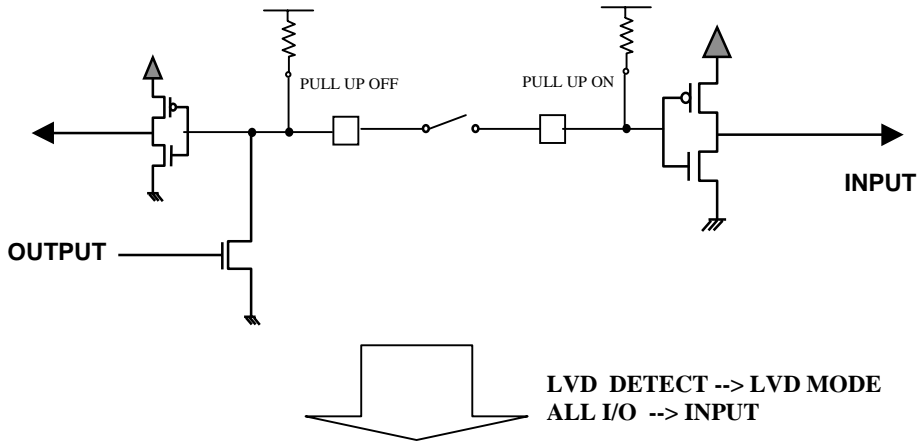 PULL UP OFF
PULL UP ON
INPUT
OUTPUT
LVD DETECT --> LVD MODE
ALL I/O --> INPUT